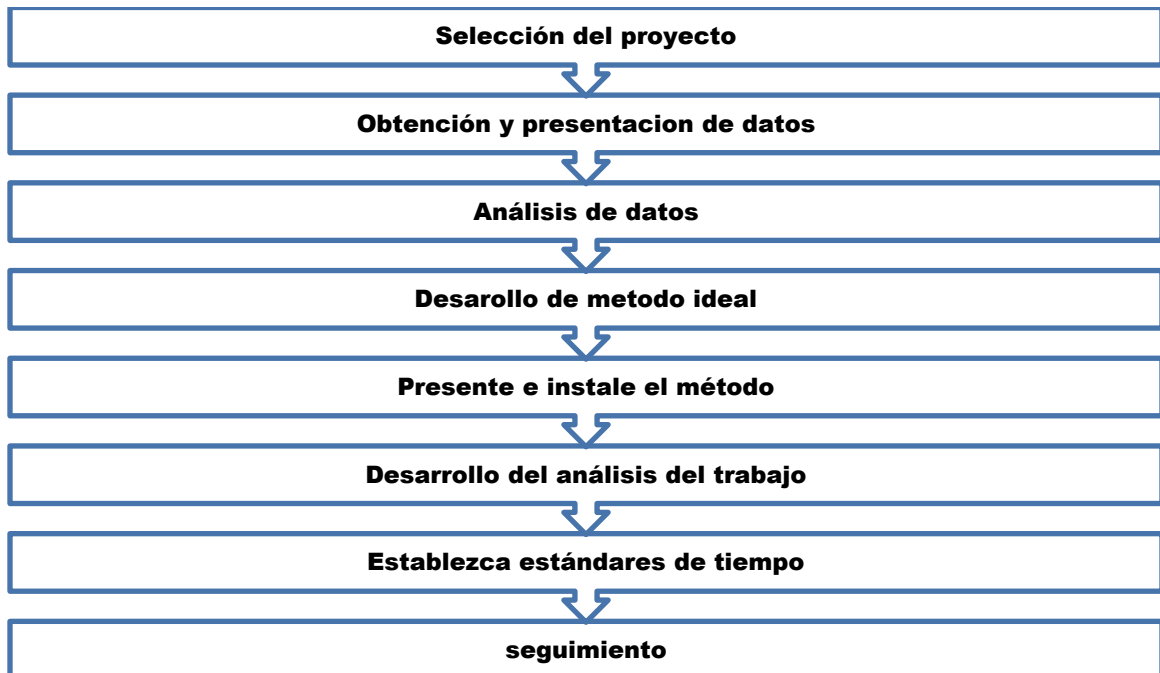 Selección del proyecto
Obtención y presentacion de datos
Análisis de datos
Desarollo de metodo ideal
Presente e instale el método
Desarrollo del análisis del trabajo
Establezca estándares de tiempo
seguimiento